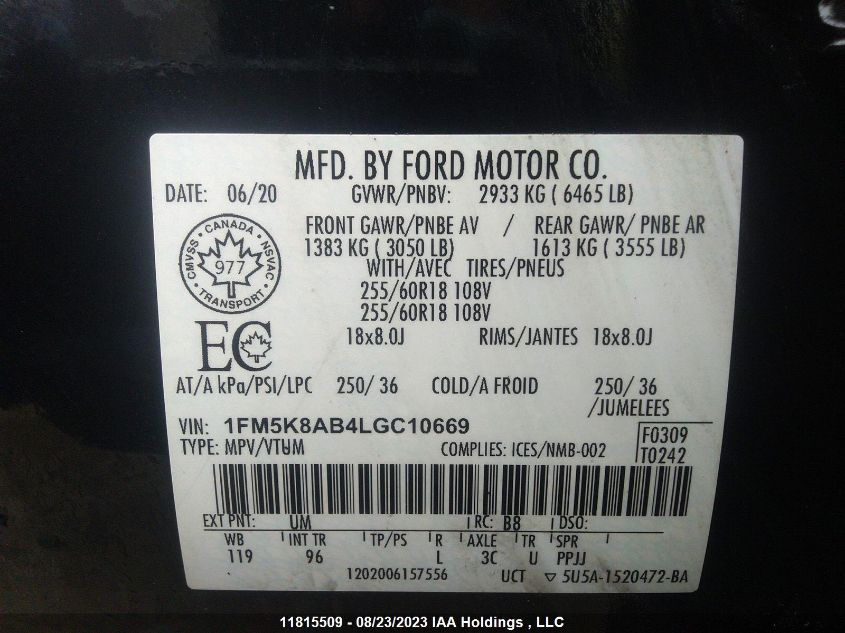 MFD. BY FORD MOTOR CO.
DATE: 06/20 GVWR/PNBV: 2933 KG ( 6465 LB)
FRONT GAWR/PNBE AV / REAR GAWR/ PNBE AR
1383 KG ( 3050 LB) 1613 KG ( 3555 LB)
WITH/AVEC TIRES/PNEUS
255/60R18 108V
255/60R18 108V
18x8.0J RIMS/JANTES 18x8.0J
CMVSS • CANADA • NSVAC • TRANSPORT •
977
EC
AT/A kPa/PSI/LPC 250/ 36 COLD/A FROID 250/ 36
/JUMELEES
VIN: 1FM5K8AB4LGC10669
TYPE: MPV/VTUM COMPLIES: ICES/NMB-002
F0309
T0242
EXT PNT: UM RC: B8 DSO:
WB INT TR TP/PS R AXLE TR SPR
119 96 L 3C U PPJJ
1202006157556 UCT ▽ 5U5A-1520472-BA
11815509 - 08/23/2023 IAA Holdings , LLC